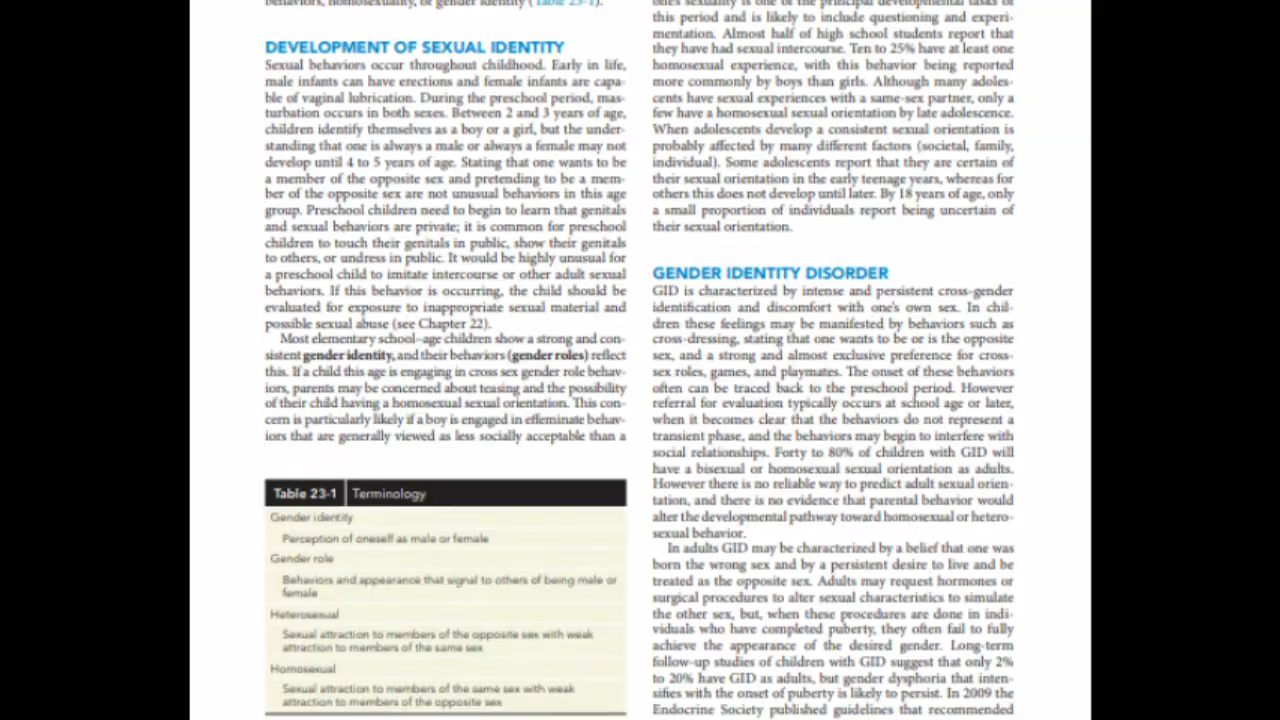 behaviors, homosexuality, or gender identity (Table 23-1).
DEVELOPMENT OF SEXUAL IDENTITY
Sexual behaviors occur throughout childhood. Early in life,
male infants can have erections and female infants are capa-
ble of vaginal lubrication. During the preschool period, mas-
turbation occurs in both sexes. Between 2 and 3 years of age,
children identify themselves as a boy or a girl, but the under-
standing that one is always a male or always a female may not
develop until 4 to 5 years of age. Stating that one wants to be
a member of the opposite sex and pretending to be a mem-
ber of the opposite sex are not unusual behaviors in this age
group. Preschool children need to begin to learn that genitals
and sexual behaviors are private; it is common for preschool
children to touch their genitals in public, show their genitals
to others, or undress in public. It would be highly unusual for
a preschool child to imitate intercourse or other adult sexual
behaviors. If this behavior is occurring, the child should be
evaluated for exposure to inappropriate sexual material and
possible sexual abuse (see Chapter 22).
Most elementary school–age children show a strong and con-
sistent gender identity, and their behaviors (gender roles) reflect
this. If a child this age is engaging in cross sex gender role behav-
iors, parents may be concerned about teasing and the possibility
of their child having a homosexual sexual orientation. This con-
cern is particularly likely if a boy is engaged in effeminate behav-
iors that are generally viewed as less socially acceptable than a
Table 23-1 Terminology
Gender identity
Perception of oneself as male or female
Gender role
Behaviors and appearance that signal to others of being male or
female
Heterosexual
Sexual attraction to members of the opposite sex with weak
attraction to members of the same sex
Homosexual
Sexual attraction to members of the same sex with weak
attraction to members of the opposite sex
one's sexuality is one of the principal developmental tasks of
this period and is likely to include questioning and experi-
mentation. Almost half of high school students report that
they have had sexual intercourse. Ten to 25% have at least one
homosexual experience, with this behavior being reported
more commonly by boys than girls. Although many adoles-
cents have sexual experiences with a same-sex partner, only a
few have a homosexual sexual orientation by late adolescence.
When adolescents develop a consistent sexual orientation is
probably affected by many different factors (societal, family,
individual). Some adolescents report that they are certain of
their sexual orientation in the early teenage years, whereas for
others this does not develop until later. By 18 years of age, only
a small proportion of individuals report being uncertain of
their sexual orientation.
GENDER IDENTITY DISORDER
GID is characterized by intense and persistent cross-gender
identification and discomfort with one's own sex. In chil-
dren these feelings may be manifested by behaviors such as
cross-dressing, stating that one wants to be or is the opposite
sex, and a strong and almost exclusive preference for cross-
sex roles, games, and playmates. The onset of these behaviors
often can be traced back to the preschool period. However
referral for evaluation typically occurs at school age or later,
when it becomes clear that the behaviors do not represent a
transient phase, and the behaviors may begin to interfere with
social relationships. Forty to 80% of children with GID will
have a bisexual or homosexual sexual orientation as adults.
However there is no reliable way to predict adult sexual orien-
tation, and there is no evidence that parental behavior would
alter the developmental pathway toward homosexual or hetero-
sexual behavior.
In adults GID may be characterized by a belief that one was
born the wrong sex and by a persistent desire to live and be
treated as the opposite sex. Adults may request hormones or
surgical procedures to alter sexual characteristics to simulate
the other sex, but, when these procedures are done in indi-
viduals who have completed puberty, they often fail to fully
achieve the appearance of the desired gender. Long-term
follow-up studies of children with GID suggest that only 2%
to 20% have GID as adults, but gender dysphoria that inten-
sifies with the onset of puberty is likely to persist. In 2009 the
Endocrine Society published guidelines that recommended